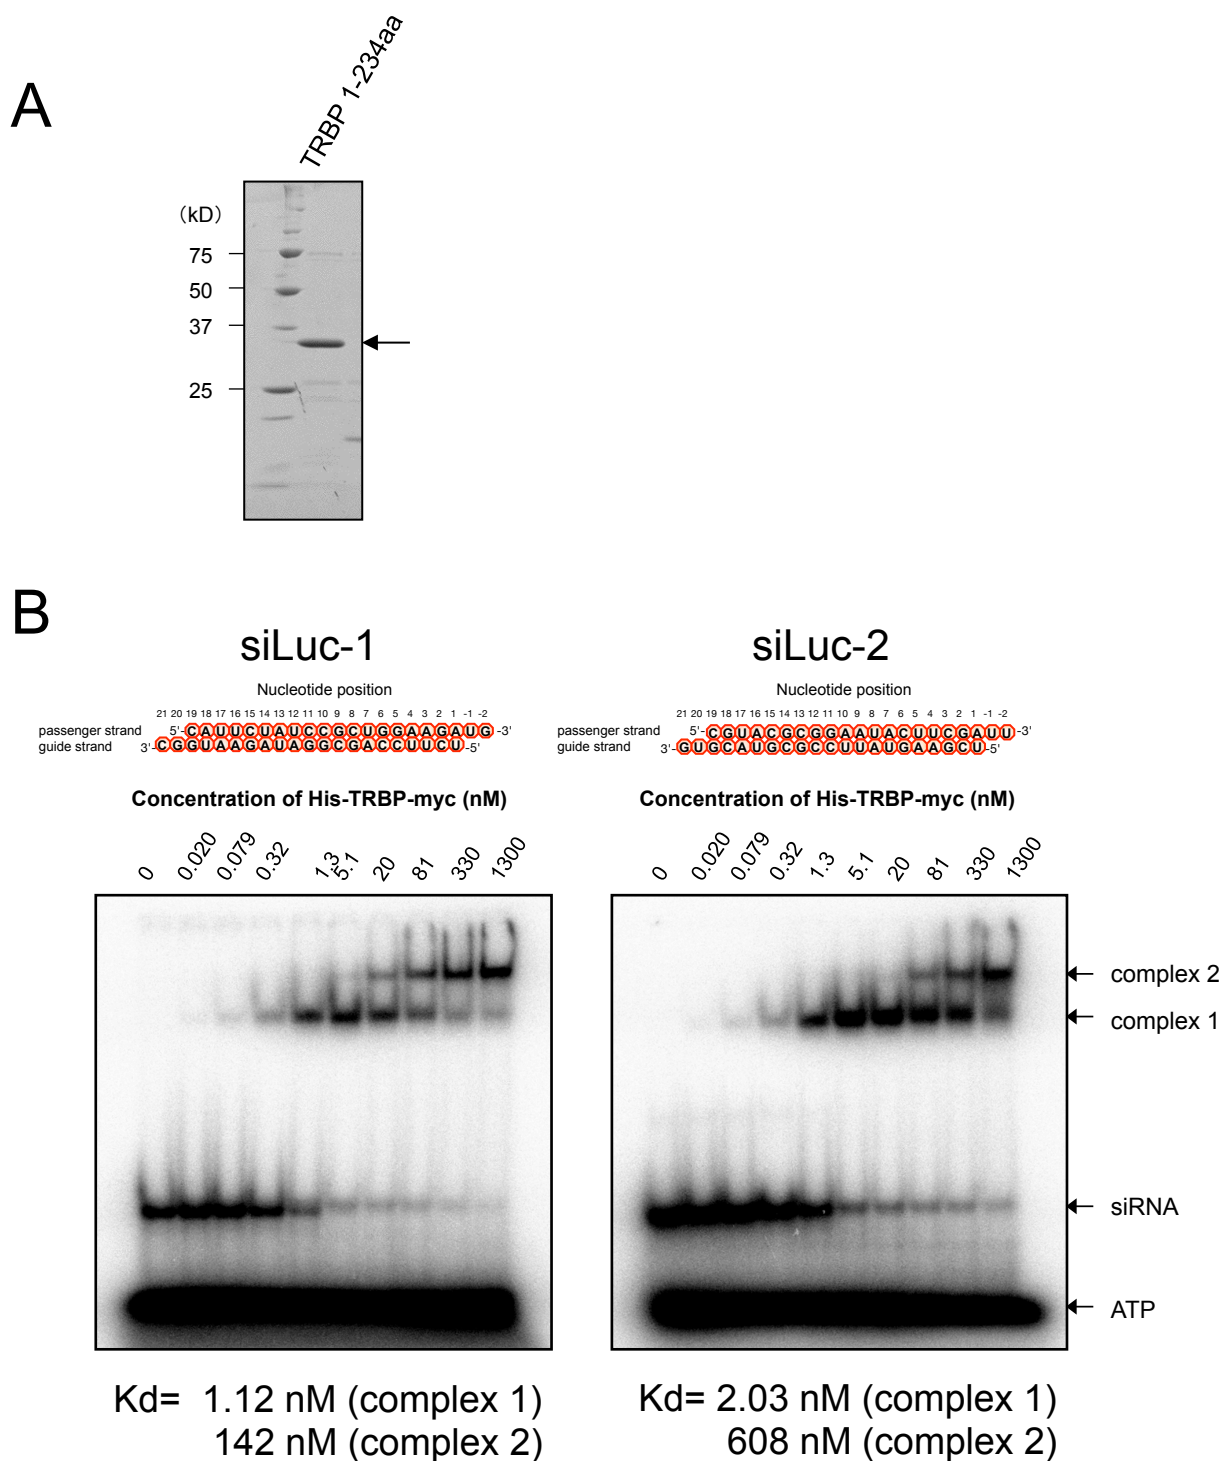 A
TRBP 1-234aa
(kD)
75
50
37
25
B
siLuc-1
Nucleotide position
21 20 19 18 17 16 15 14 13 12 11 10 9 8 7 6 5 4 3 2 1 -1 -2
passenger strand 5'-CAUUCUAUCCGCUGGAAGAUG-3'
guide strand 3'-CGGUAAGAUAGGCGACCUUCU-5'
Concentration of His-TRBP-myc (nM)
0 0.020 0.079 0.32 1.3 5.1 20 81 330 1300
Kd= 1.12 nM (complex 1)
142 nM (complex 2)
siLuc-2
Nucleotide position
21 20 19 18 17 16 15 14 13 12 11 10 9 8 7 6 5 4 3 2 1 -1 -2
passenger strand 5'-CGUACGCGGAAUACUUCGAUU-3'
guide strand 3'-GUGCAUGCGCCUUAUGAAGCU-5'
Concentration of His-TRBP-myc (nM)
0 0.020 0.079 0.32 1.3 5.1 20 81 330 1300
complex 2
complex 1
siRNA
ATP
Kd= 2.03 nM (complex 1)
608 nM (complex 2)